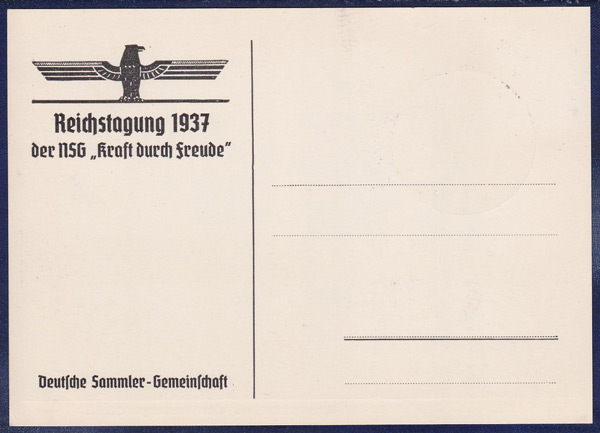 Reichstagung 1937
der NSG „Kraft durch Freude"
Deutsche Sammler-Gemeinschaft